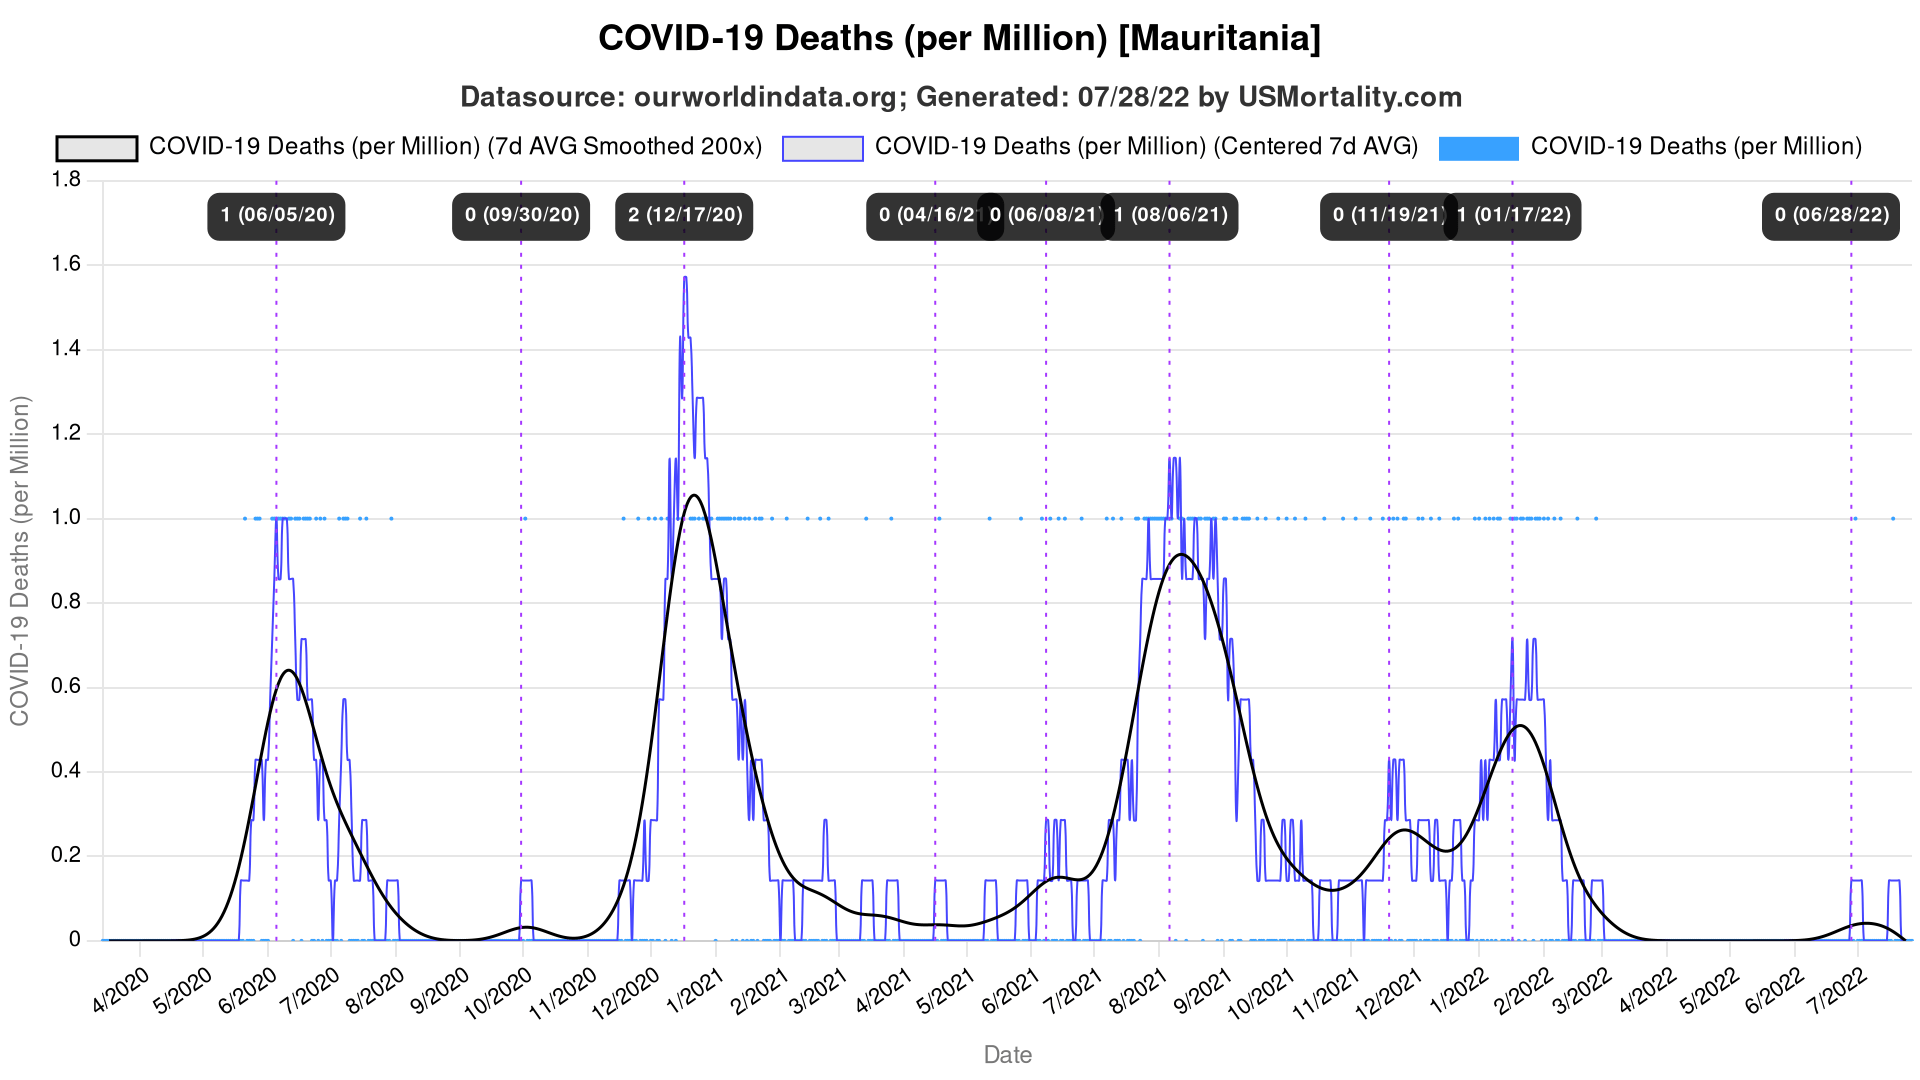 COVID-19 Deaths (per Million) [Mauritania]
Datasource: ourworldindata.org; Generated: 07/28/22 by USMortality.com
COVID-19 Deaths (per Million) (7d AVG Smoothed 200x) COVID-19 Deaths (per Million) (Centered 7d AVG) COVID-19 Deaths (per Million)
1.8
1 (06/05/20) 0 (09/30/20) 2 (12/17/20) 0 (04/16/21) 0 (06/08/21) 1 (08/06/21) 0 (11/19/21) 1 (01/17/22) 0 (06/28/22)
1.6
1.4
1.2
1.0
0.8
0.6
0.4
0.2
0
COVID-19 Deaths (per Million)
4/2020 5/2020 6/2020 7/2020 8/2020 9/2020 10/2020 11/2020 12/2020 1/2021 2/2021 3/2021 4/2021 5/2021 6/2021 7/2021 8/2021 9/2021 10/2021 11/2021 12/2021 1/2022 2/2022 3/2022 4/2022 5/2022 6/2022 7/2022
Date